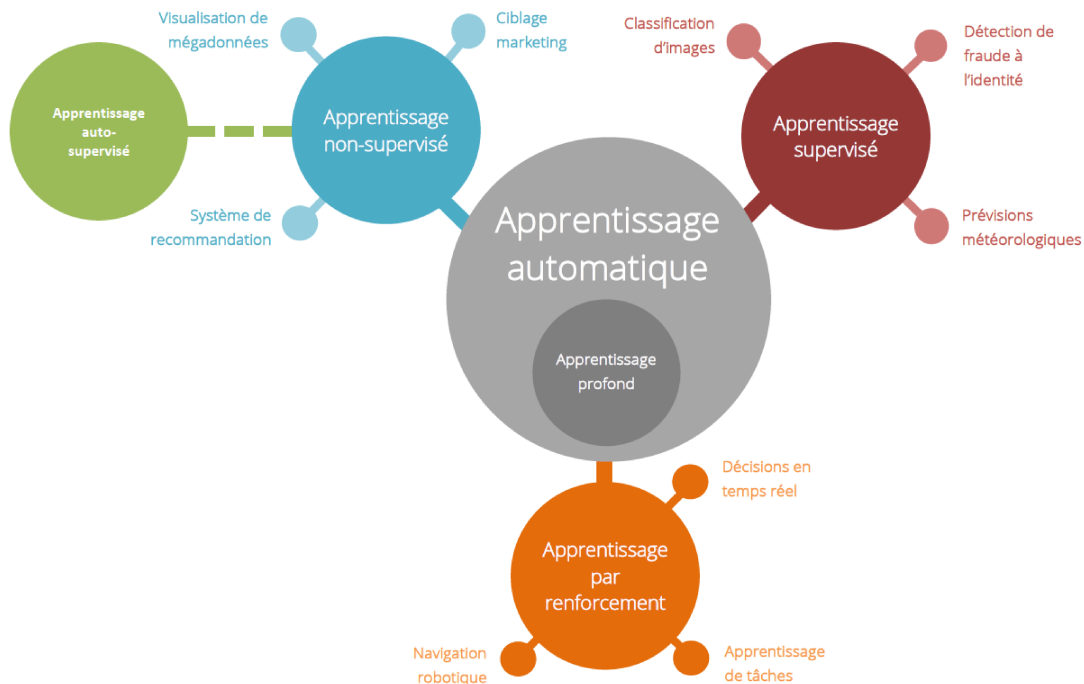 Visualisation de
mégadonnées
Ciblage
marketing
Classification
d'images
Détection de
fraude à
l'identité
Apprentissage
auto-
supervisé
Apprentissage
non-supervisé
Apprentissage
supervisé
Système de
recommandation
Prévisions
météorologiques
Apprentissage
automatique
Apprentissage
profond
Décisions en
temps réel
Apprentissage
par
renforcement
Navigation
robotique
Apprentissage
de tâches